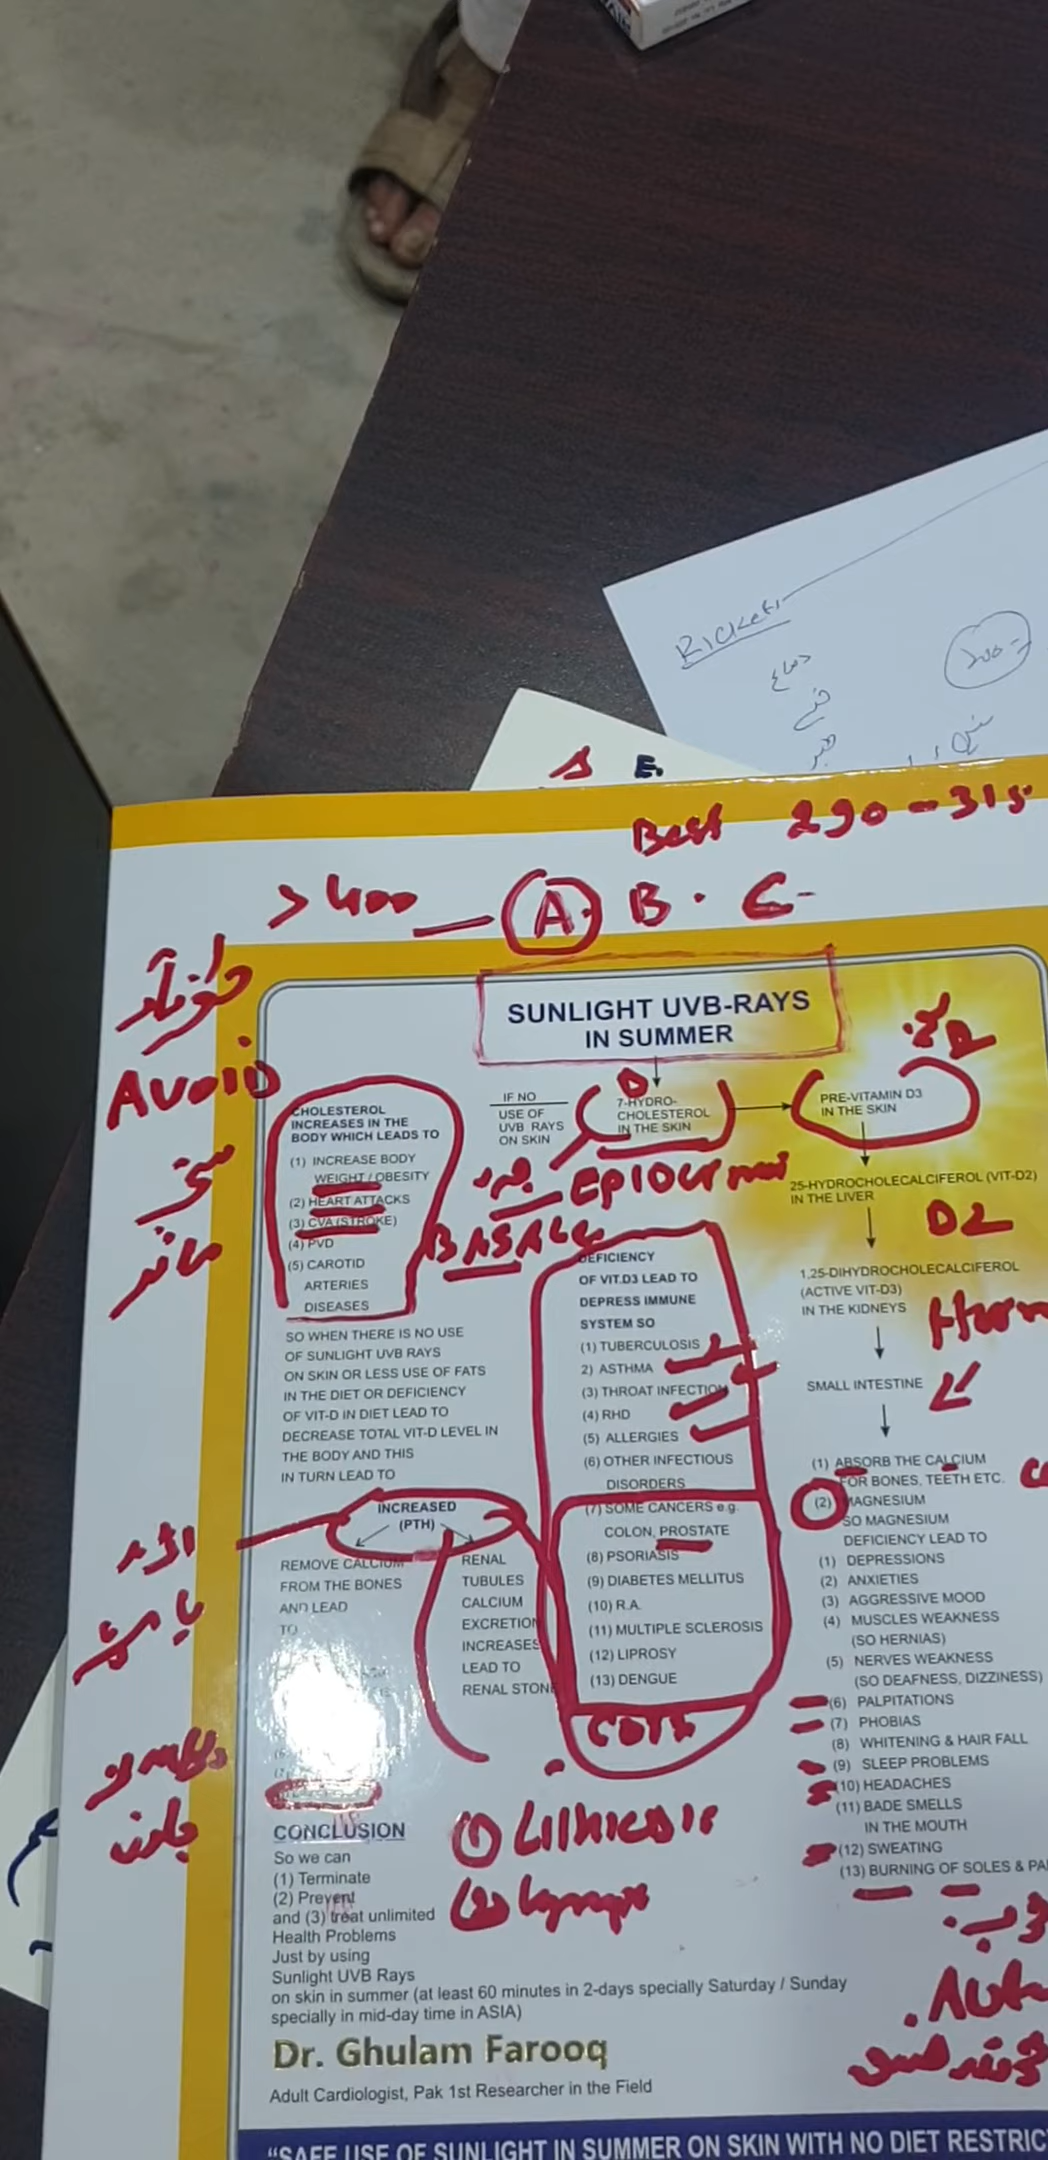 Rickets
Best 290-315
>400 — A. B. C-
AVOID
SUNLIGHT UVB-RAYS
IN SUMMER
CHOLESTEROL
INCREASES IN THE
BODY WHICH LEADS TO
(1) INCREASE BODY
WEIGHT / OBESITY
(2) HEART ATTACKS
(3) CVA (STROKE)
(4) PVD
(5) CAROTID
ARTERIES
DISEASES
IF NO
USE OF
UVB RAYS
ON SKIN
D
7-HYDRO-
CHOLESTEROL
IN THE SKIN
PRE-VITAMIN D3
IN THE SKIN
25-HYDROCHOLECALCIFEROL (VIT-D2)
IN THE LIVER
D2
1,25-DIHYDROCHOLECALCIFEROL
(ACTIVE VIT-D3)
IN THE KIDNEYS
SMALL INTESTINE
SO WHEN THERE IS NO USE
OF SUNLIGHT UVB RAYS
ON SKIN OR LESS USE OF FATS
IN THE DIET OR DEFICIENCY
OF VIT-D IN DIET LEAD TO
DECREASE TOTAL VIT-D LEVEL IN
THE BODY AND THIS
IN TURN LEAD TO
INCREASED
(PTH)
REMOVE CALCIUM
FROM THE BONES
AND LEAD
TO
RENAL
TUBULES
CALCIUM
EXCRETION
INCREASES
LEAD TO
RENAL STONE
DEFICIENCY
OF VIT.D3 LEAD TO
DEPRESS IMMUNE
SYSTEM SO
(1) TUBERCULOSIS
2) ASTHMA
(3) THROAT INFECTION
(4) RHD
(5) ALLERGIES
(6) OTHER INFECTIOUS
DISORDERS
(7) SOME CANCERS e.g.
COLON, PROSTATE
(8) PSORIASIS
(9) DIABETES MELLITUS
(10) R.A.
(11) MULTIPLE SCLEROSIS
(12) LIPROSY
(13) DENGUE
(1) ABSORB THE CALCIUM
FOR BONES, TEETH ETC.
(2) MAGNESIUM
SO MAGNESIUM
DEFICIENCY LEAD TO
(1) DEPRESSIONS
(2) ANXIETIES
(3) AGGRESSIVE MOOD
(4) MUSCLES WEAKNESS
(SO HERNIAS)
(5) NERVES WEAKNESS
(SO DEAFNESS, DIZZINESS)
(6) PALPITATIONS
(7) PHOBIAS
(8) WHITENING & HAIR FALL
(9) SLEEP PROBLEMS
(10) HEADACHES
(11) BADE SMELLS
IN THE MOUTH
(12) SWEATING
(13) BURNING OF SOLES &
CONCLUSION
So we can
(1) Terminate
(2) Prevent
and (3) treat unlimited
Health Problems
Just by using
Sunlight UVB Rays
on skin in summer (at least 60 minutes in 2-days specially Saturday / Sunday
specially in mid-day time in ASIA)
Dr. Ghulam Farooq
Adult Cardiologist, Pak 1st Researcher in the Field
“SAFE USE OF SUNLIGHT IN SUMMER ON SKIN WITH NO DIET